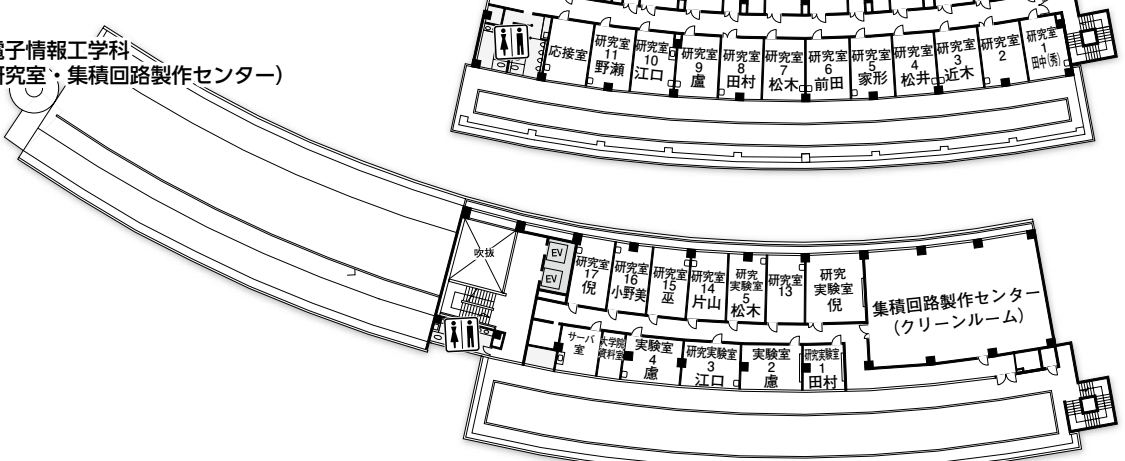 電子情報工学科
研究室・集積回路製作センター）
応接室
研究室
11
野瀬
研究室
10
江口
研究室
9
盧
研究室
8
田村
研究室
7
松木
研究室
6
前田
研究室
5
家形
研究室
4
松井
研究室
3
近木
研究室
2
研究室
1
田中(秀)
吹抜
EV
EV
研究室
17
倪
研究室
16
小野美
研究室
15
巫
研究室
14
片山
研究
実験室
5
松木
研究室
13
研究
実験室
倪
集積回路製作センター
（クリーンルーム）
サーバ
室
大学院
資料室
実験室
4
盧
研究実験室
3
江口
実験室
2
盧
研究実験室
1
田村